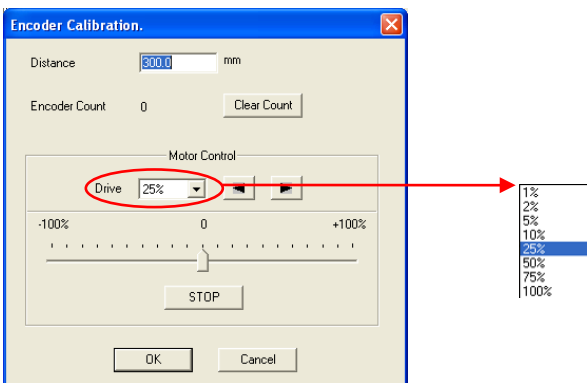 Encoder Calibration.
Distance 300.0 mm
Encoder Count 0 Clear Count
Motor Control
Drive 25%
-100% 0 +100%
STOP
OK Cancel
1%
2%
5%
10%
25%
50%
75%
100%